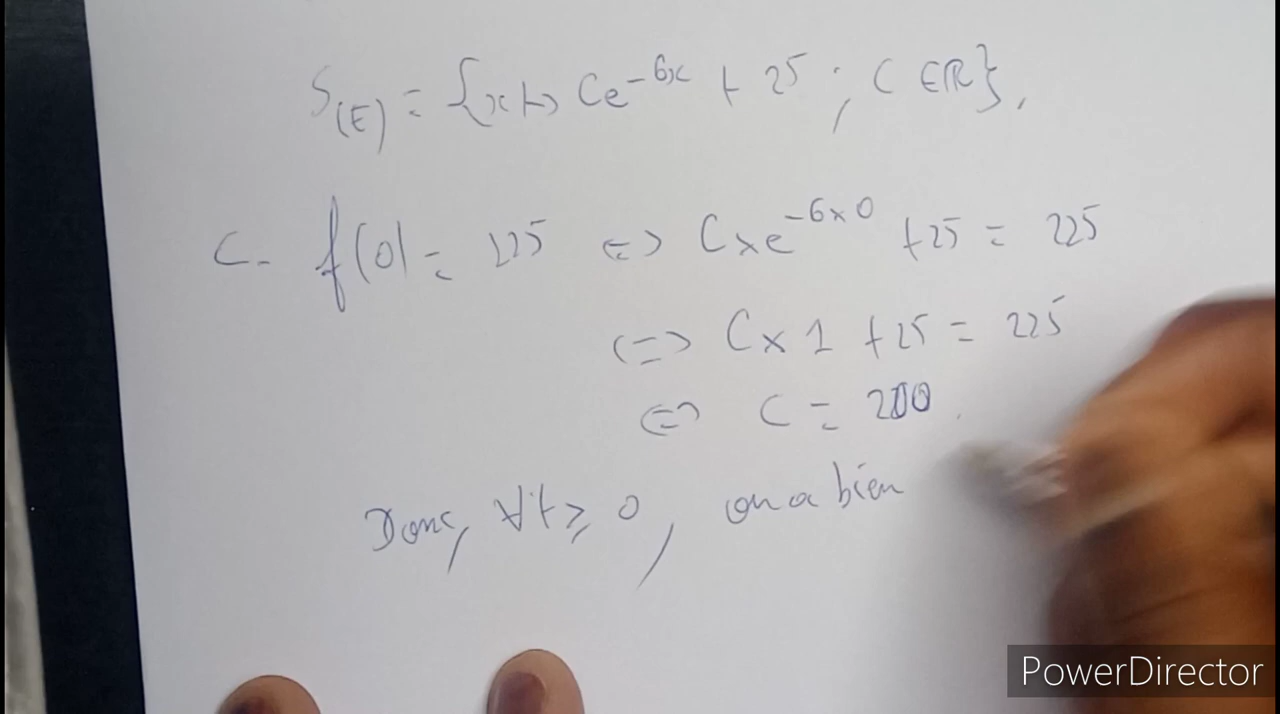 S(E) = {x ↦ Ce^{-6x} + 25 ; C ∈ ℝ}.
c. f(0) = 225 ⇔ C×e^{-6×0} + 25 = 225
⇔ C×1 + 25 = 225
⇔ C = 200.
Donc, ∀t ≥ 0, on a bien
PowerDirector